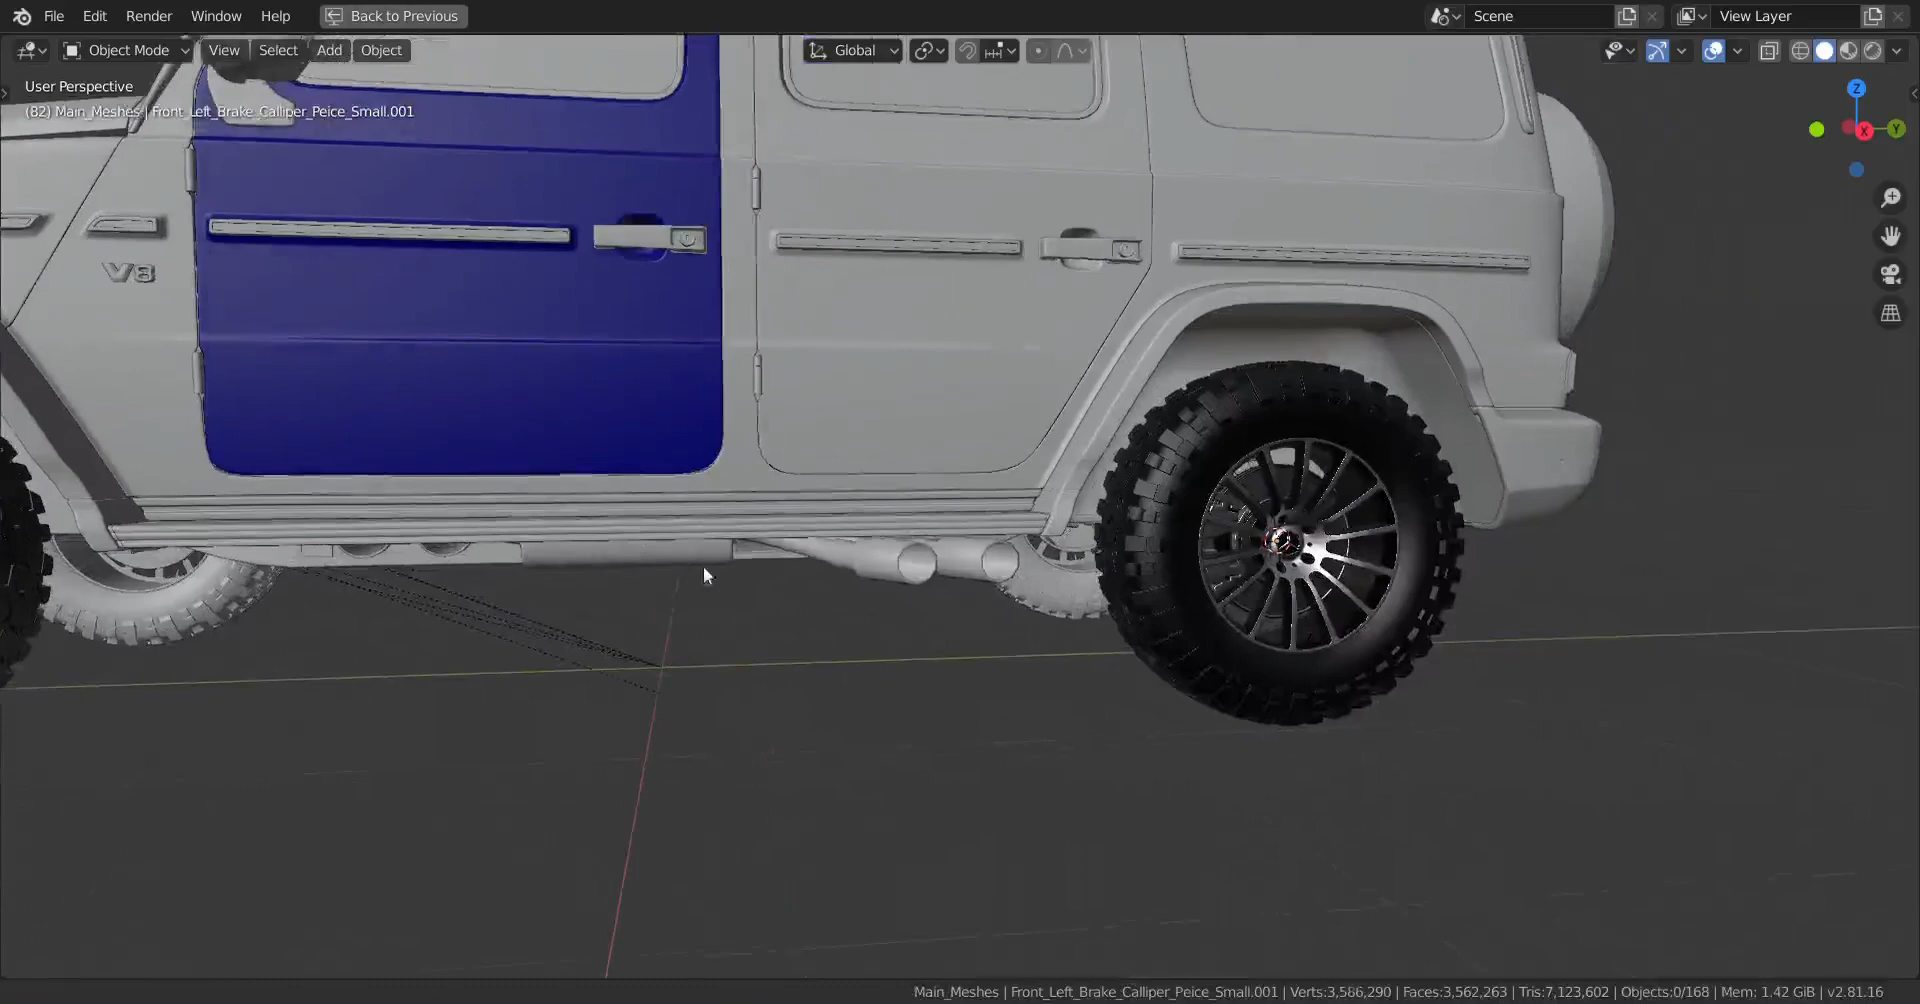 File Edit Render Window Help Back to Previous Scene View Layer
Object Mode View Select Add Object Global
User Perspective
(82) Main_Meshes | Front_Left_Brake_Calliper_Peice_Small.001
Z
X Y
V8
Main_Meshes | Front_Left_Brake_Calliper_Peice_Small.001 | Verts:3,586,290 | Faces:3,562,263 | Tris:7,123,602 | Objects:0/168 | Mem: 1.42 GiB | v2.81.16